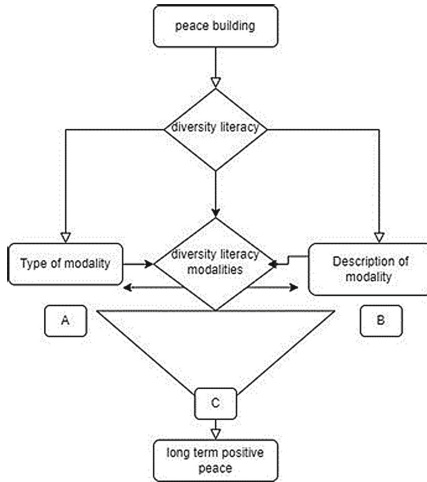 peace building
diversity literacy
Type of modality
diversity literacy
modalities
Description of
modality
A
B
C
long term positive
peace